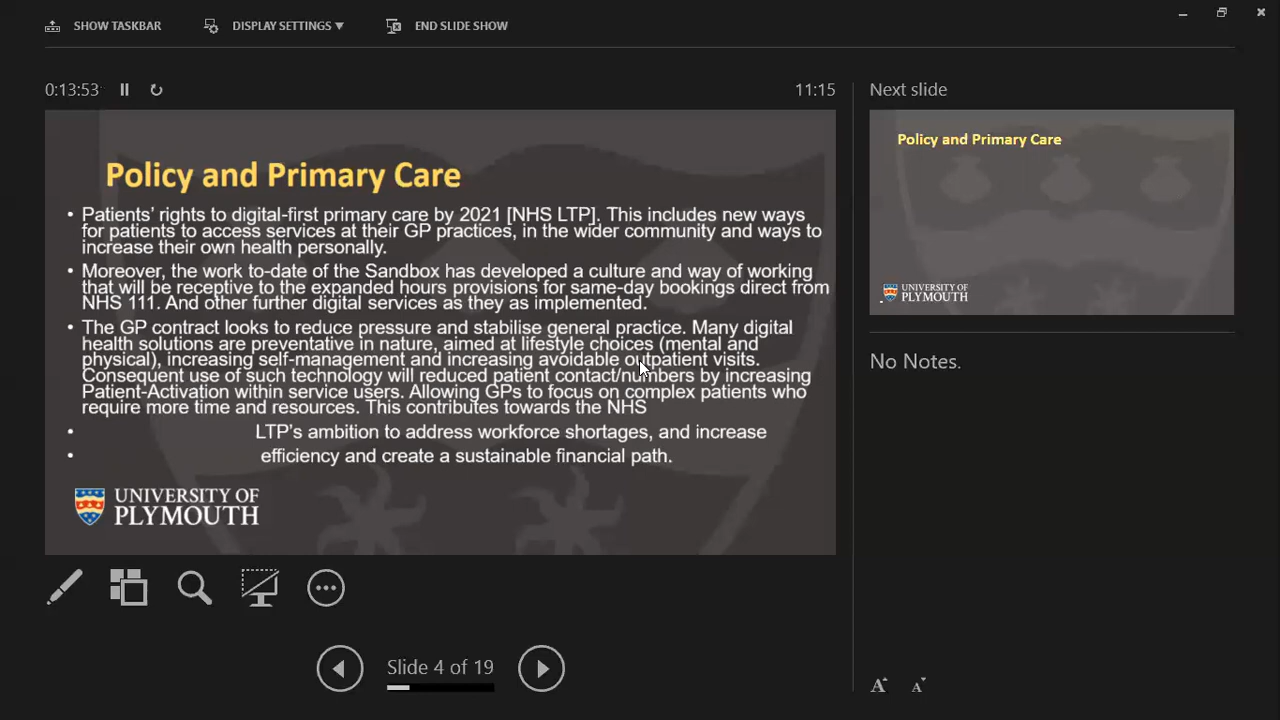 SHOW TASKBAR DISPLAY SETTINGS ▼ END SLIDE SHOW
0:13:53 11:15
Policy and Primary Care
• Patients' rights to digital-first primary care by 2021 [NHS LTP]. This includes new ways
for patients to access services at their GP practices, in the wider community and ways to
increase their own health personally.
• Moreover, the work to-date of the Sandbox has developed a culture and way of working
that will be receptive to the expanded hours provisions for same-day bookings direct from
NHS 111. And other further digital services as they as implemented.
• The GP contract looks to reduce pressure and stabilise general practice. Many digital
health solutions are preventative in nature, aimed at lifestyle choices (mental and
physical), increasing self-management and increasing avoidable outpatient visits.
Consequent use of such technology will reduced patient contact/numbers by increasing
Patient-Activation within service users. Allowing GPs to focus on complex patients who
require more time and resources. This contributes towards the NHS
• LTP's ambition to address workforce shortages, and increase
• efficiency and create a sustainable financial path.
UNIVERSITY OF
PLYMOUTH
Slide 4 of 19
Next slide
Policy and Primary Care
UNIVERSITY OF
PLYMOUTH
No Notes.
A A